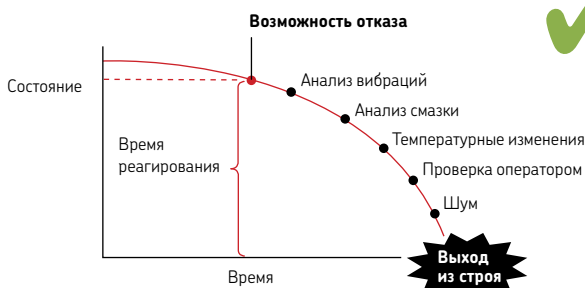 Возможность отказа
Состояние
Анализ вибраций
Анализ смазки
Температурные изменения
Время
реагирования
Проверка оператором
Шум
Выход
из строя
Время